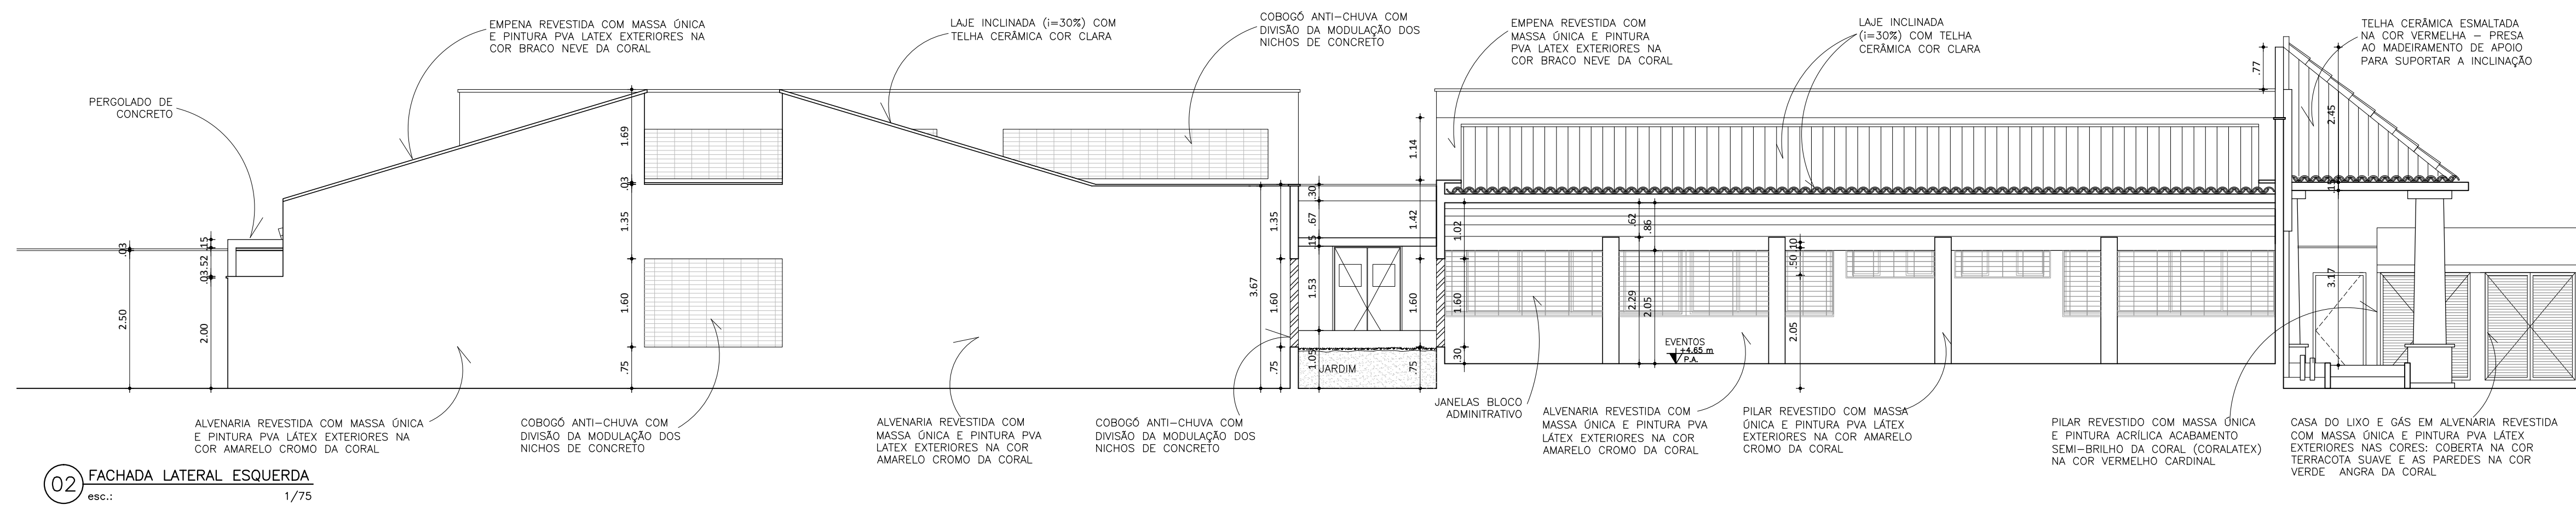 EMPENA REVESTIDA COM MASSA ÚNICA
E PINTURA PVA LATEX EXTERIORES NA
COR BRACO NEVE DA CORAL
LAJE INCLINADA (i=30%) COM
TELHA CERÂMICA COR CLARA
COBOGÓ ANTI-CHUVA COM
DIVISÃO DA MODULAÇÃO DOS
NICHOS DE CONCRETO
EMPENA REVESTIDA COM
MASSA ÚNICA E PINTURA
PVA LATEX EXTERIORES NA
COR BRACO NEVE DA CORAL
LAJE INCLINADA
(i=30%) COM TELHA
CERÂMICA COR CLARA
TELHA CERÂMICA ESMALTADA
NA COR VERMELHA - PRESA
AO MADEIRAMENTO DE APOIO
PARA SUPORTAR A INCLINAÇÃO
PERGOLADO DE
CONCRETO
.03
2.50
.15
.52
.03
2.00
1.69
.03
1.35
1.60
.75
3.67
1.35
1.60
.75
.30
.67
.15
1.53
1.05
JARDIM
1.14
1.42
1.60
.75
1.02
1.60
.30
.62
.86
2.29
2.05
.10
.50
2.05
EVENTOS
+4.65 m
P.A.
.77
2.45
.15
3.17
ALVENARIA REVESTIDA COM MASSA ÚNICA
E PINTURA PVA LÁTEX EXTERIORES NA
COR AMARELO CROMO DA CORAL
COBOGÓ ANTI-CHUVA COM
DIVISÃO DA MODULAÇÃO DOS
NICHOS DE CONCRETO
ALVENARIA REVESTIDA COM
MASSA ÚNICA E PINTURA PVA
LATEX EXTERIORES NA COR
AMARELO CROMO DA CORAL
COBOGÓ ANTI-CHUVA COM
DIVISÃO DA MODULAÇÃO DOS
NICHOS DE CONCRETO
JANELAS BLOCO
ADMINITRATIVO
ALVENARIA REVESTIDA COM
MASSA ÚNICA E PINTURA PVA
LÁTEX EXTERIORES NA COR
AMARELO CROMO DA CORAL
PILAR REVESTIDO COM MASSA
ÚNICA E PINTURA PVA LÁTEX
EXTERIORES NA COR AMARELO
CROMO DA CORAL
PILAR REVESTIDO COM MASSA ÚNICA
E PINTURA ACRÍLICA ACABAMENTO
SEMI-BRILHO DA CORAL (CORALATEX)
NA COR VERMELHO CARDINAL
CASA DO LIXO E GÁS EM ALVENARIA REVESTIDA
COM MASSA ÚNICA E PINTURA PVA LÁTEX
EXTERIORES NAS CORES: COBERTA NA COR
TERRACOTA SUAVE E AS PAREDES NA COR
VERDE ANGRA DA CORAL
02 FACHADA LATERAL ESQUERDA
esc.: 1/75